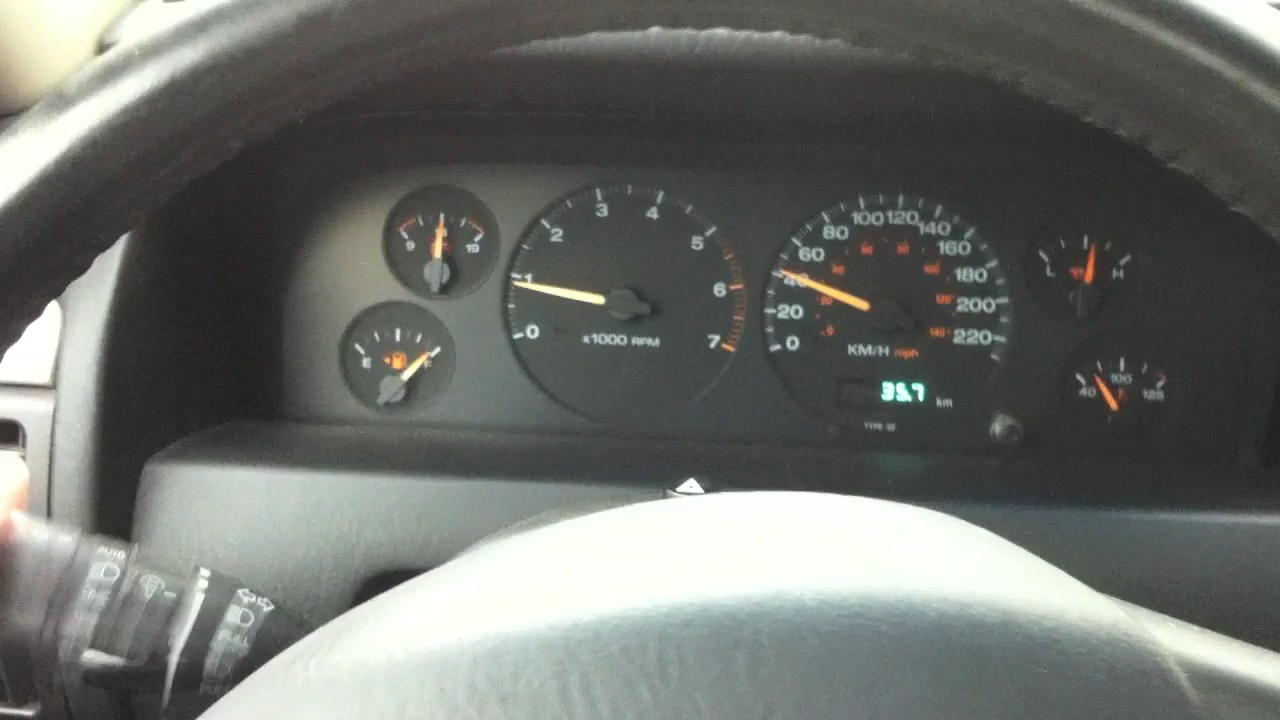 9 19
E F
0 1 2 3 4 5 6 7
x1000 RPM
0 20 40 60 80 100 120 140 160 180 200 220
KM/H mph
35.7 km
L H
40 100 125
AUTO